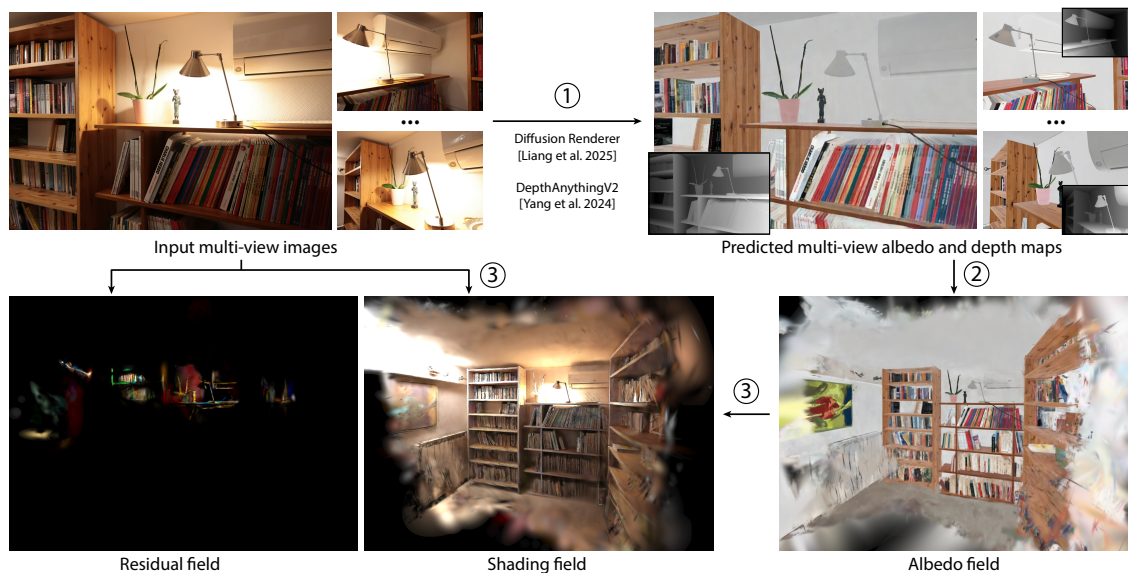 ①
Diffusion Renderer
[Liang et al. 2025]
DepthAnythingV2
[Yang et al. 2024]
Input multi-view images
Predicted multi-view albedo and depth maps
③
②
③
Residual field
Shading field
Albedo field